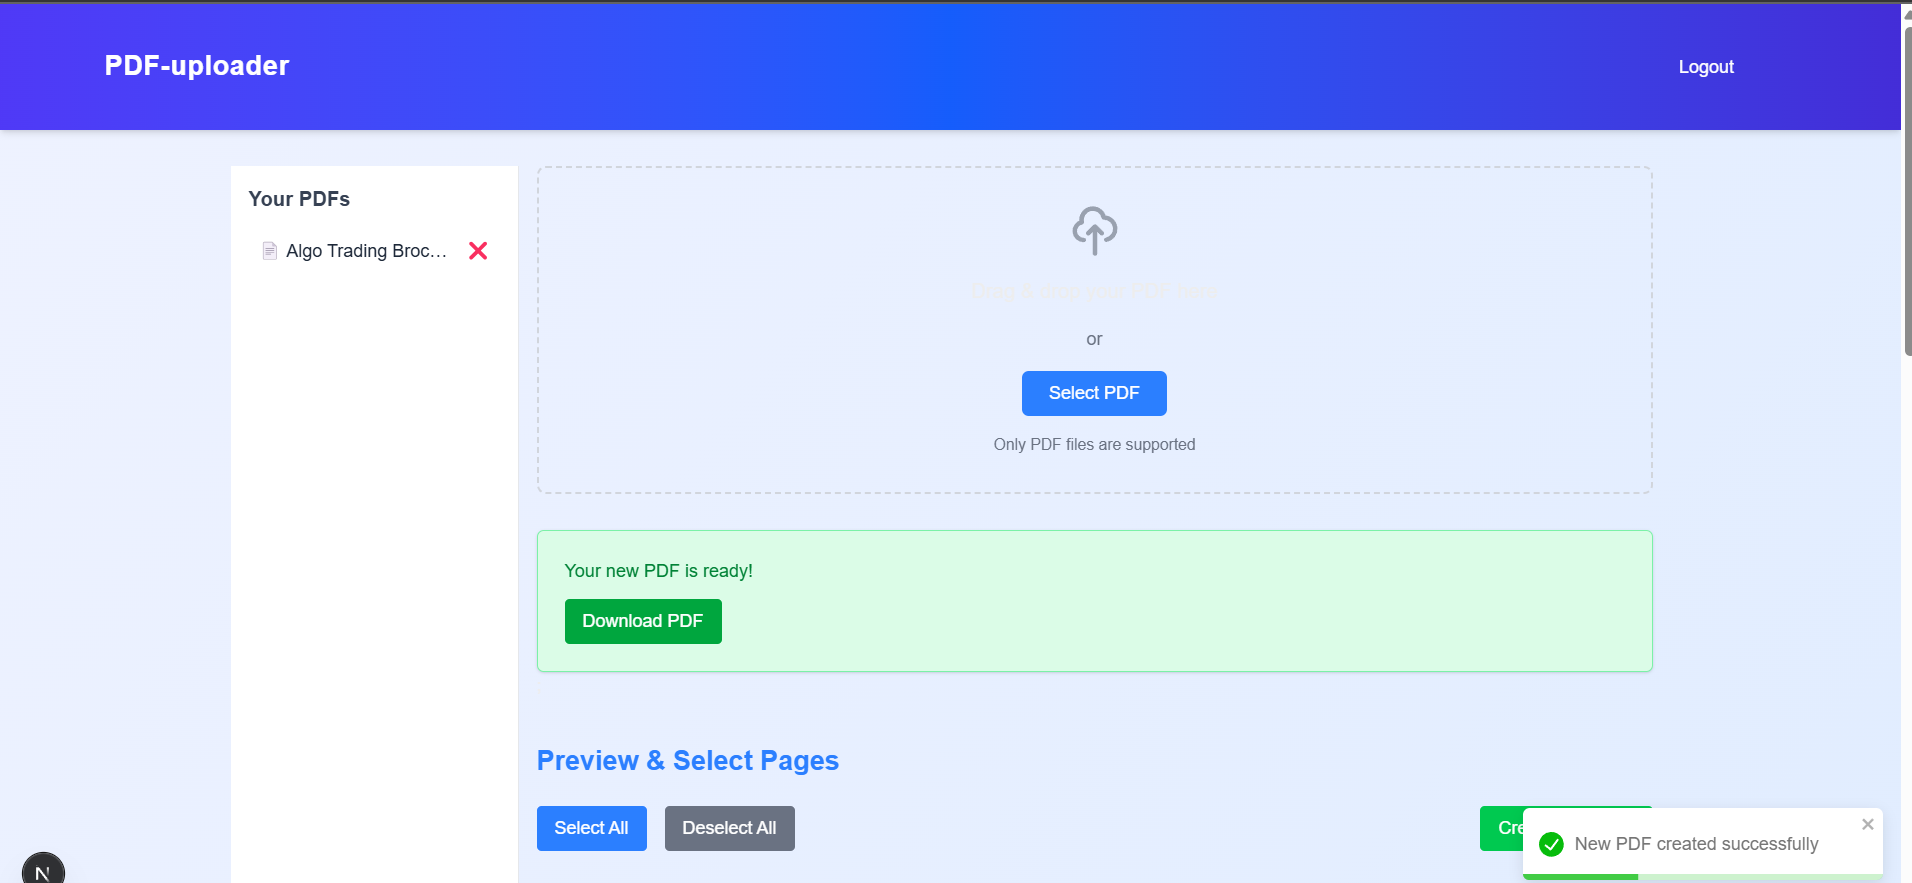 PDF-uploader
Logout
Your PDFs
Algo Trading Broc...
Drag & drop your PDF here
or
Select PDF
Only PDF files are supported
Your new PDF is ready!
Download PDF
Preview & Select Pages
Select All
Deselect All
Cre
New PDF created successfully
N